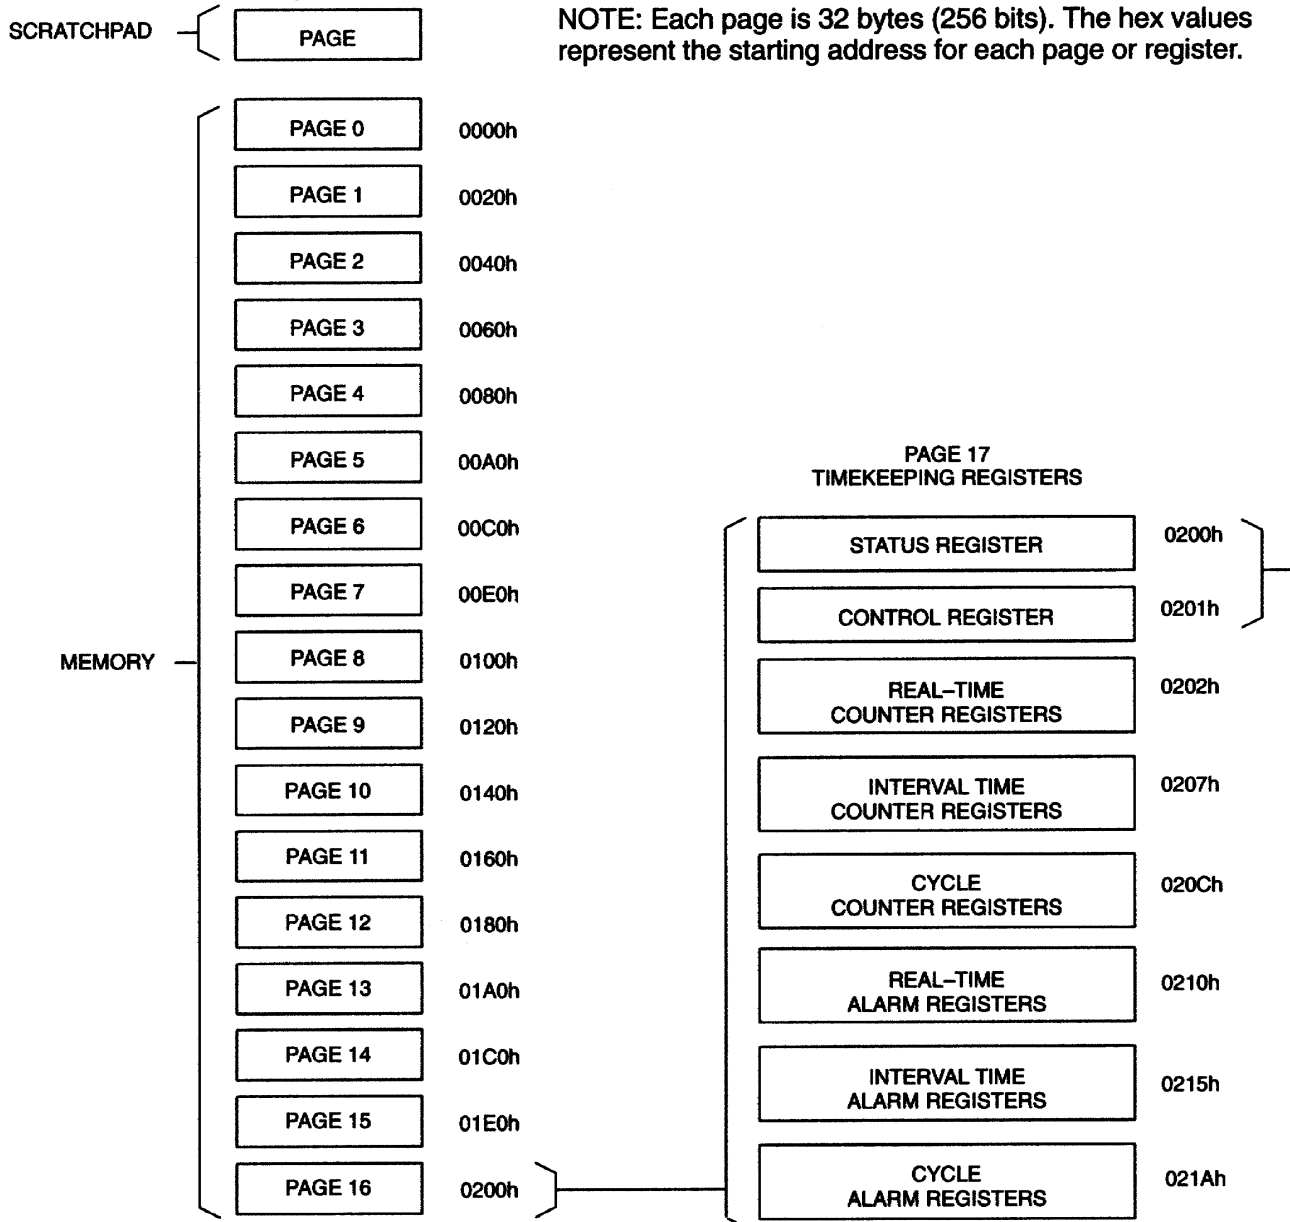 SCRATCHPAD
PAGE
NOTE: Each page is 32 bytes (256 bits). The hex values
represent the starting address for each page or register.
MEMORY
PAGE 0 0000h
PAGE 1 0020h
PAGE 2 0040h
PAGE 3 0060h
PAGE 4 0080h
PAGE 5 00A0h
PAGE 6 00C0h
PAGE 7 00E0h
PAGE 8 0100h
PAGE 9 0120h
PAGE 10 0140h
PAGE 11 0160h
PAGE 12 0180h
PAGE 13 01A0h
PAGE 14 01C0h
PAGE 15 01E0h
PAGE 16 0200h
PAGE 17
TIMEKEEPING REGISTERS
STATUS REGISTER 0200h
CONTROL REGISTER 0201h
REAL–TIME
COUNTER REGISTERS
0202h
INTERVAL TIME
COUNTER REGISTERS
0207h
CYCLE
COUNTER REGISTERS
020Ch
REAL–TIME
ALARM REGISTERS
0210h
INTERVAL TIME
ALARM REGISTERS
0215h
CYCLE
ALARM REGISTERS
021Ah